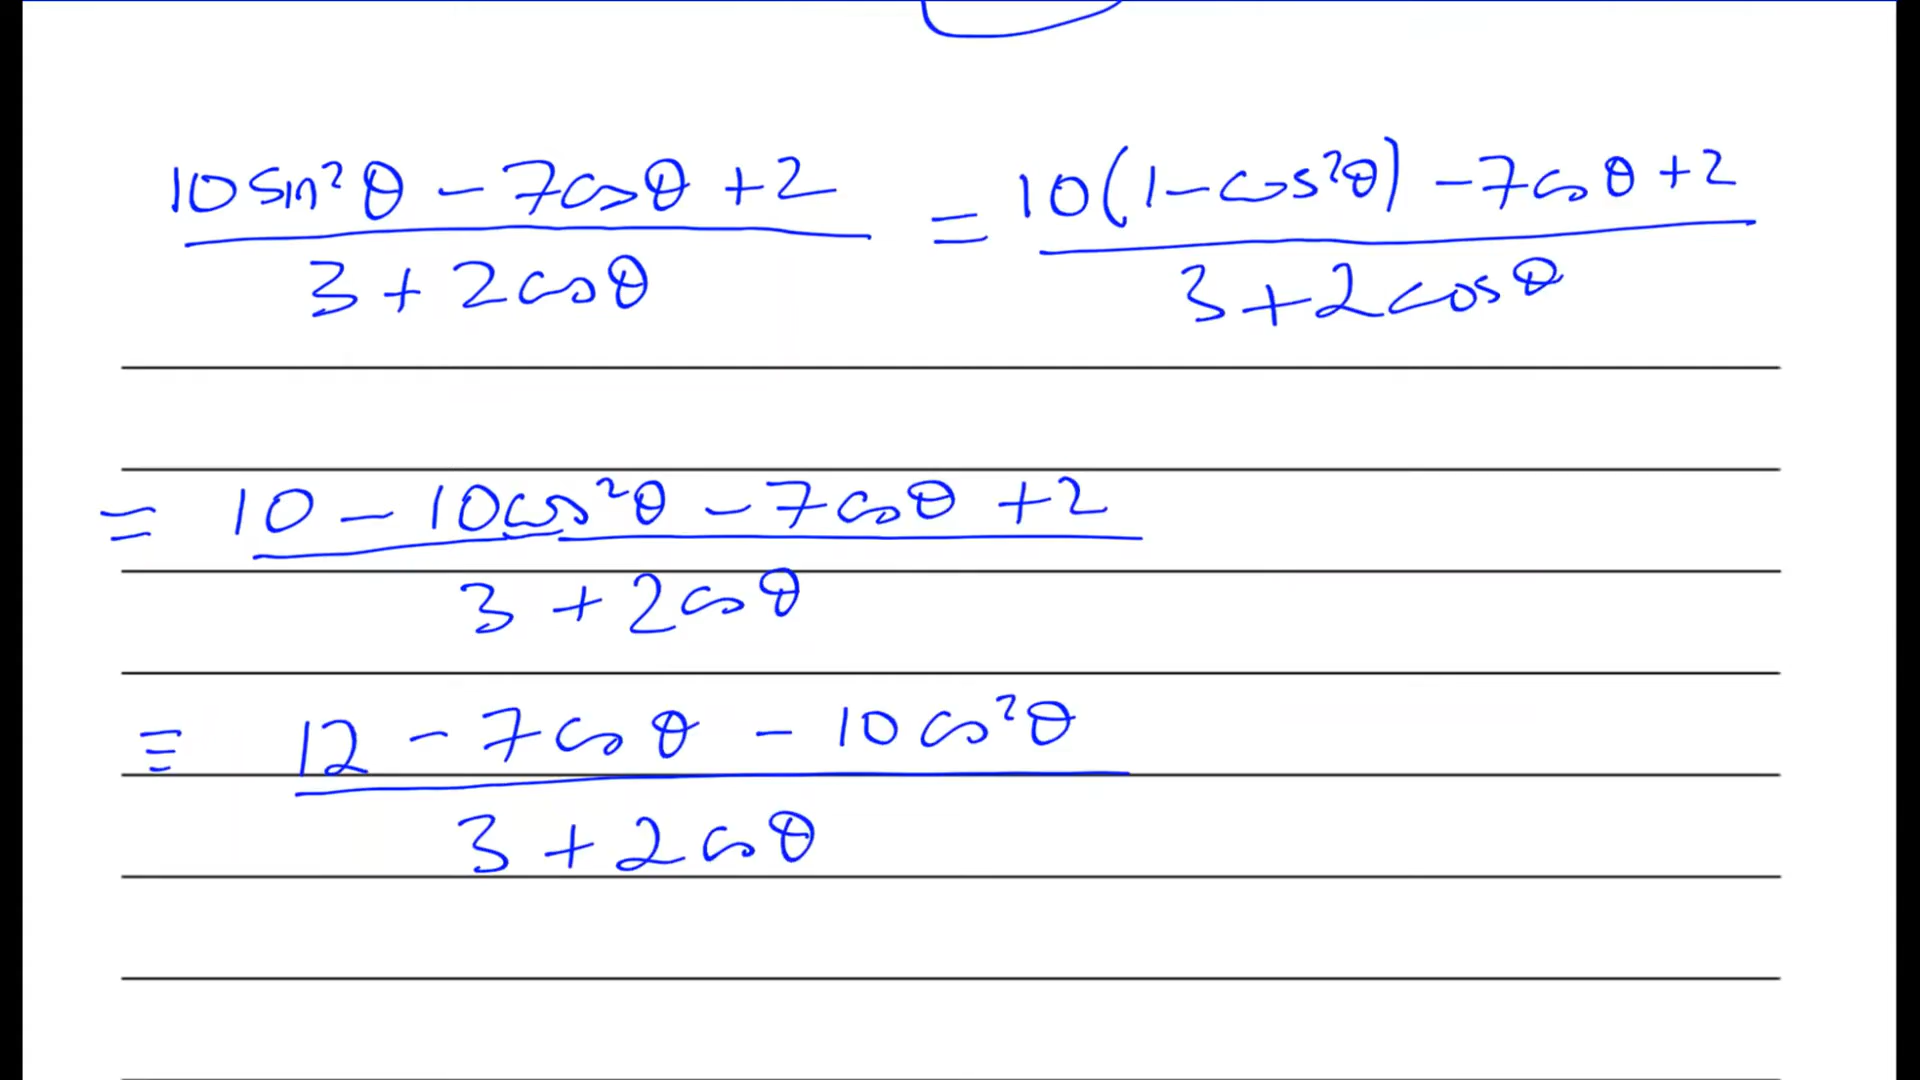 10sin²θ − 7cosθ + 2 = 10(1 − cos²θ) − 7cosθ + 2
3 + 2cosθ 3 + 2cosθ
= 10 − 10cos²θ − 7cosθ + 2
3 + 2cosθ
≡ 12 − 7cosθ − 10cos²θ
3 + 2cosθ